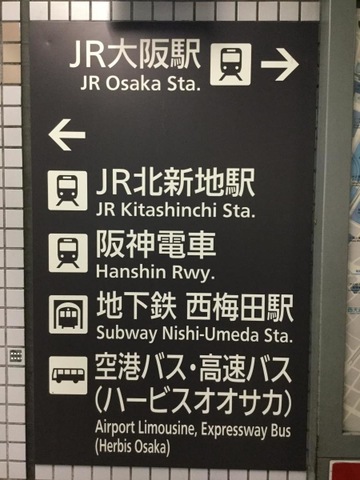 JR大阪駅
JR Osaka Sta.
JR北新地駅
JR Kitashinchi Sta.
阪神電車
Hanshin Rwy.
地下鉄 西梅田駅
Subway Nishi-Umeda Sta.
空港バス・高速バス
(ハービスオオサカ)
Airport Limousine, Expressway Bus
(Herbis Osaka)